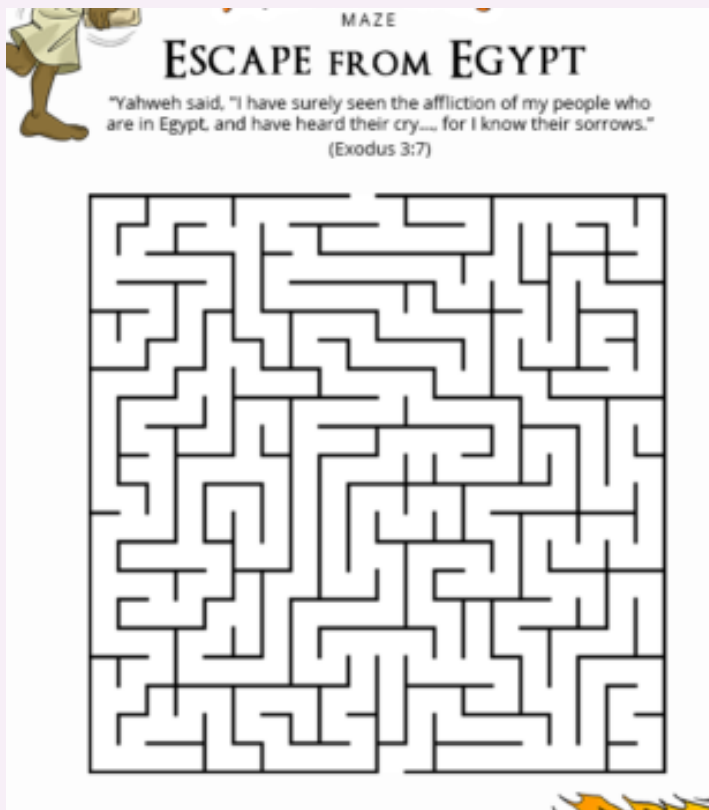 MAZE
ESCAPE FROM EGYPT
"Yahweh said, "I have surely seen the affliction of my people who
are in Egypt, and have heard their cry..., for I know their sorrows."
(Exodus 3:7)